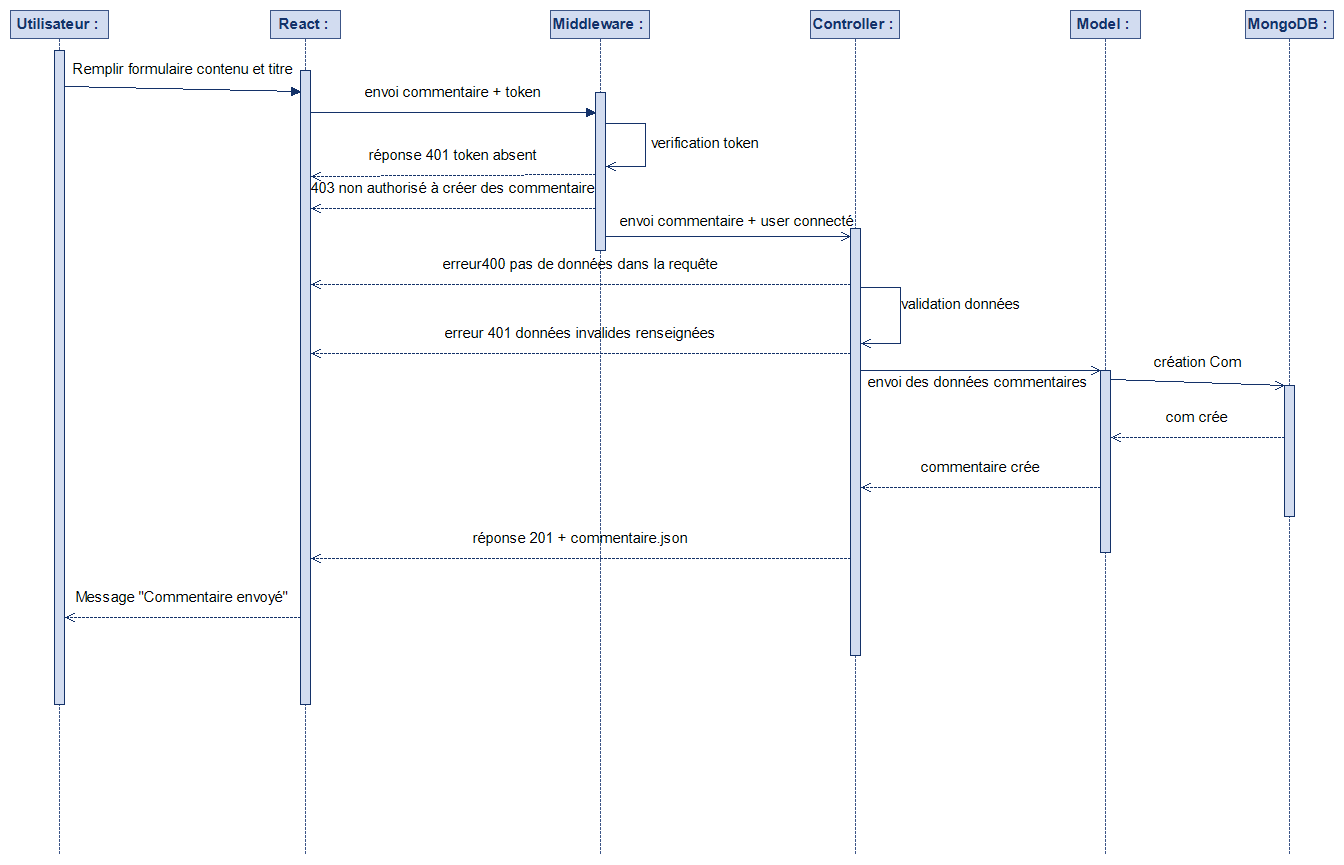 Utilisateur :
React :
Middleware :
Controller :
Model :
MongoDB :
Remplir formulaire contenu et titre
envoi commentaire + token
verification token
réponse 401 token absent
403 non authorisé à créer des commentaire
envoi commentaire + user connecté
erreur400 pas de données dans la requête
validation données
erreur 401 données invalides renseignées
création Com
envoi des données commentaires
com crée
commentaire crée
réponse 201 + commentaire.json
Message "Commentaire envoyé"